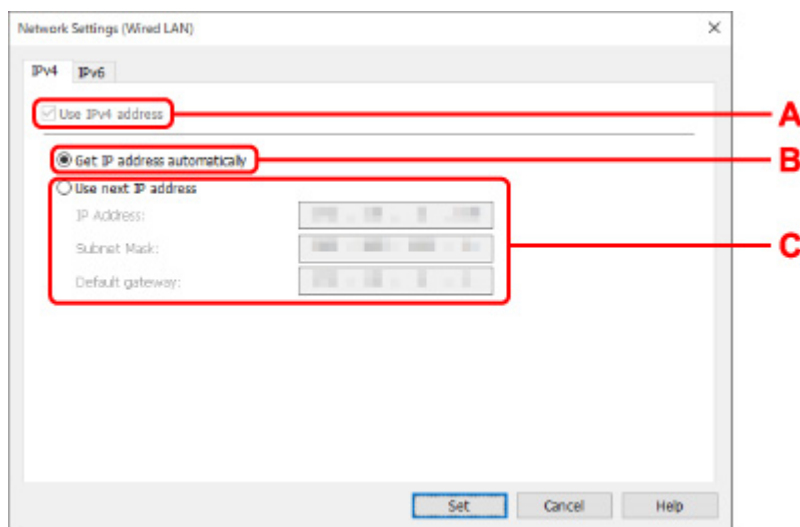 Network Settings (Wired LAN)
IPv4 IPv6
Use IPv4 address
A
Get IP address automatically
B
Use next IP address
IP Address:
Subnet Mask:
C
Default gateway:
Set Cancel Help